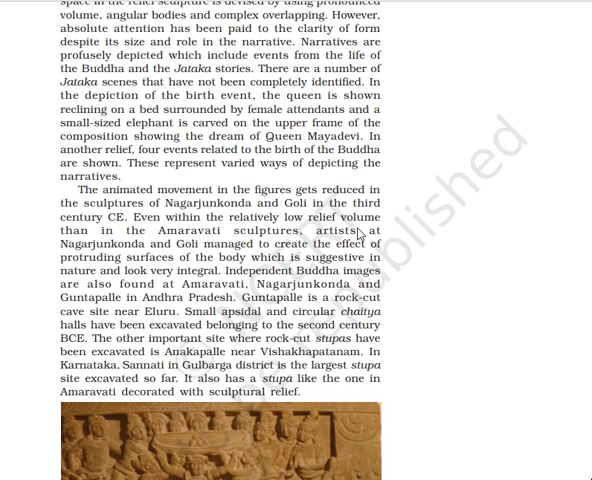 space in the relief sculpture is devised by using pronounced
volume, angular bodies and complex overlapping. However,
absolute attention has been paid to the clarity of form
despite its size and role in the narrative. Narratives are
profusely depicted which include events from the life of
the Buddha and the Jataka stories. There are a number of
Jataka scenes that have not been completely identified. In
the depiction of the birth event, the queen is shown
reclining on a bed surrounded by female attendants and a
small-sized elephant is carved on the upper frame of the
composition showing the dream of Queen Mayadevi. In
another relief, four events related to the birth of the Buddha
are shown. These represent varied ways of depicting the
narratives.
The animated movement in the figures gets reduced in
the sculptures of Nagarjunkonda and Goli in the third
century CE. Even within the relatively low relief volume
than in the Amaravati sculptures, artists at
Nagarjunkonda and Goli managed to create the effect of
protruding surfaces of the body which is suggestive in
nature and look very integral. Independent Buddha images
are also found at Amaravati, Nagarjunkonda and
Guntapalle in Andhra Pradesh. Guntapalle is a rock-cut
cave site near Eluru. Small apsidal and circular chaitya
halls have been excavated belonging to the second century
BCE. The other important site where rock-cut stupas have
been excavated is Anakapalle near Vishakhapatanam. In
Karnataka, Sannati in Gulbarga district is the largest stupa
site excavated so far. It also has a stupa like the one in
Amaravati decorated with sculptural relief.
republished